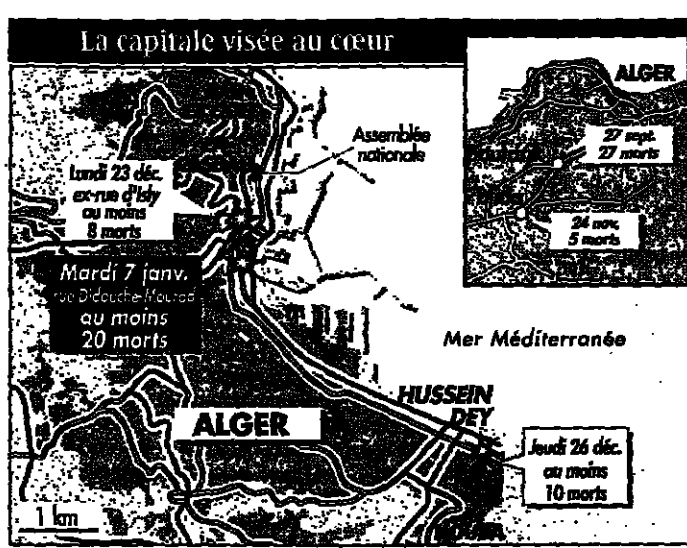 La capitale visée au cœur
ALGER
27 sept.
27 morts
24 nov.
5 morts
Assemblée
nationale
Lundi 23 déc.
ex-rue d'Isly
au moins
8 morts
Mardi 7 janv.
rue Didouche-Mourad
au moins
20 morts
Mer Méditerranée
HUSSEIN
DEY
ALGER
Jeudi 26 déc.
au moins
10 morts
1 km